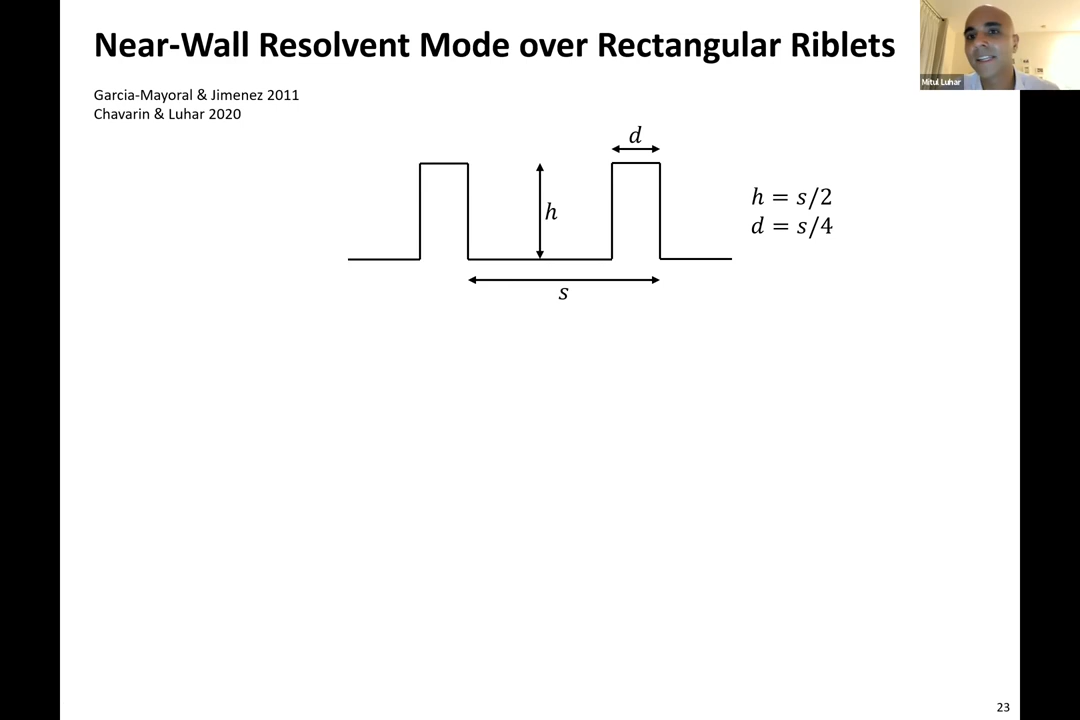 Near-Wall Resolvent Mode over Rectangular Riblets
Mitul Luhar
Garcia-Mayoral & Jimenez 2011
Chavarin & Luhar 2020
d
h
s
h = s/2
d = s/4
23